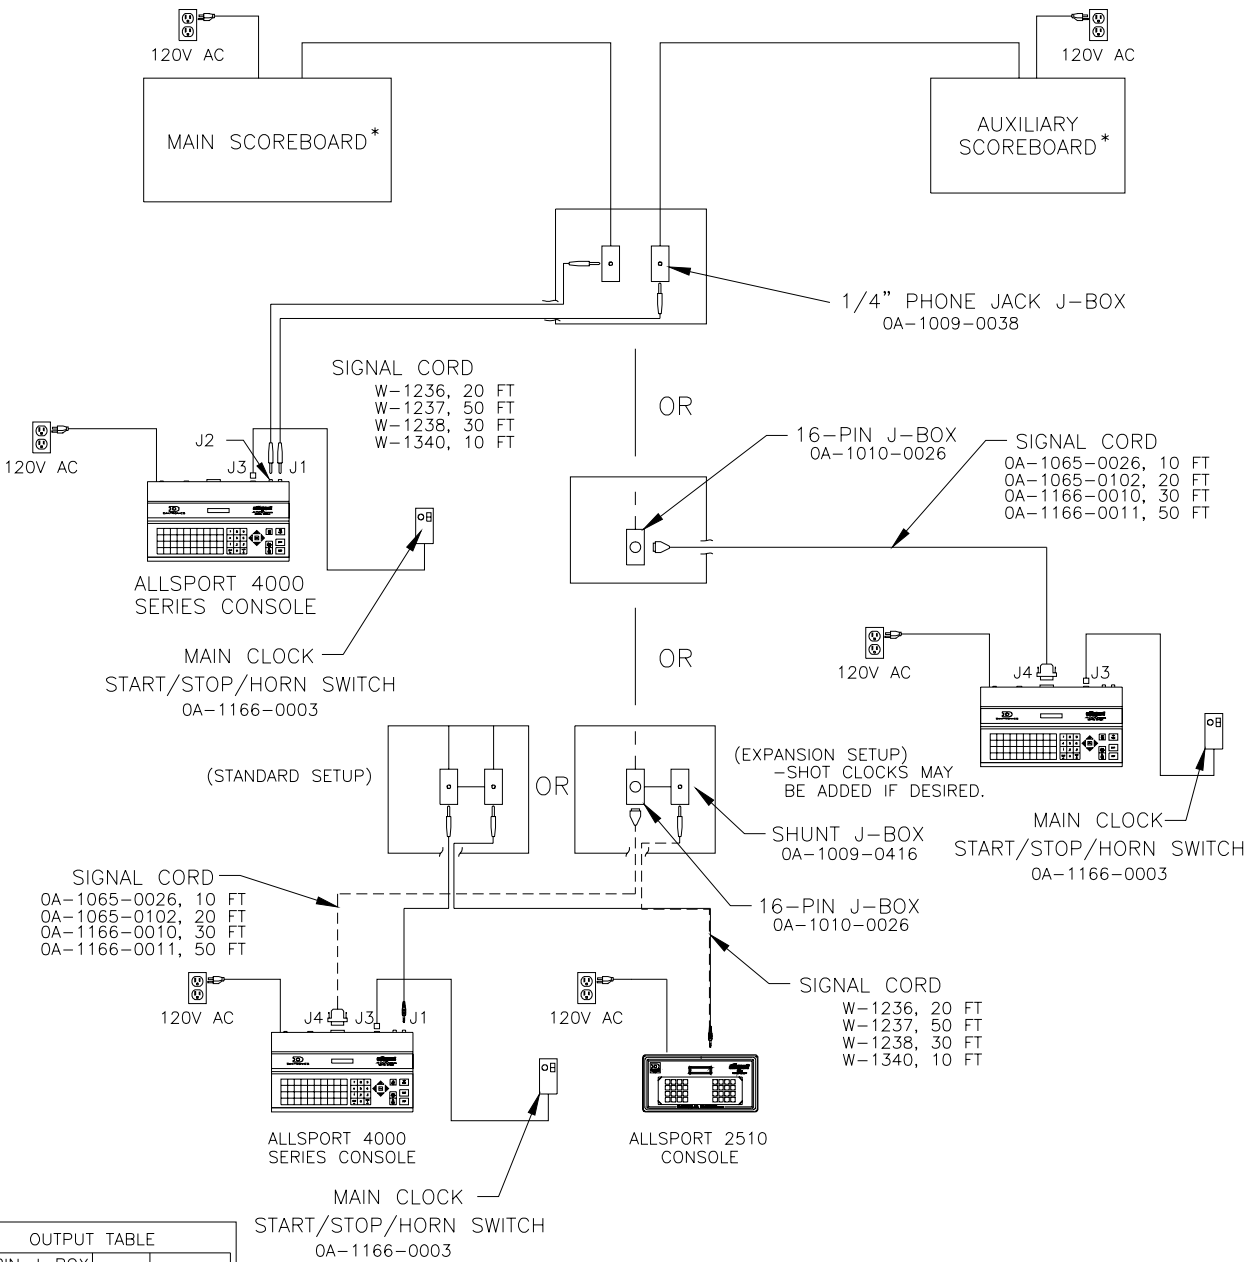 120V AC
120V AC
MAIN SCOREBOARD*
AUXILIARY
SCOREBOARD*
1/4" PHONE JACK J-BOX
0A-1009-0038
SIGNAL CORD
W-1236, 20 FT
W-1237, 50 FT
W-1238, 30 FT
W-1340, 10 FT
OR
16-PIN J-BOX
0A-1010-0026
SIGNAL CORD
0A-1065-0026, 10 FT
0A-1065-0102, 20 FT
0A-1166-0010, 30 FT
0A-1166-0011, 50 FT
120V AC
J2
J3
J1
ALLSPORT 4000
SERIES CONSOLE
MAIN CLOCK
START/STOP/HORN SWITCH
0A-1166-0003
OR
120V AC
J4
J3
(STANDARD SETUP)
OR
(EXPANSION SETUP)
-SHOT CLOCKS MAY
BE ADDED IF DESIRED.
SHUNT J-BOX
0A-1009-0416
MAIN CLOCK
START/STOP/HORN SWITCH
0A-1166-0003
SIGNAL CORD
0A-1065-0026, 10 FT
0A-1065-0102, 20 FT
0A-1166-0010, 30 FT
0A-1166-0011, 50 FT
16-PIN J-BOX
0A-1010-0026
SIGNAL CORD
W-1236, 20 FT
W-1237, 50 FT
W-1238, 30 FT
W-1340, 10 FT
120V AC
J4
J3
J1
120V AC
ALLSPORT 4000
SERIES CONSOLE
ALLSPORT 2510
CONSOLE
MAIN CLOCK
START/STOP/HORN SWITCH
0A-1166-0003
OUTPUT TABLE